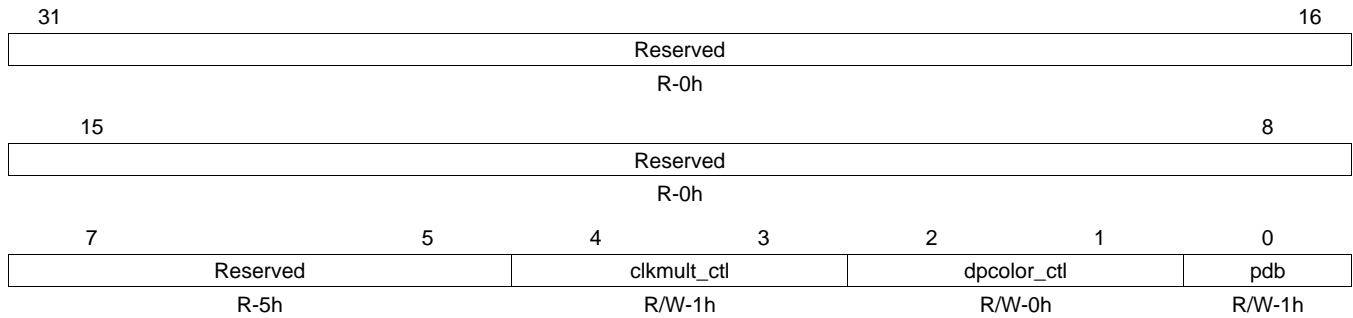 31 16
Reserved
R-0h
15 8
Reserved
R-0h
7 5 4 3 2 1 0
Reserved clkmult_ctl dpcolor_ctl pdb
R-5h R/W-1h R/W-0h R/W-1h